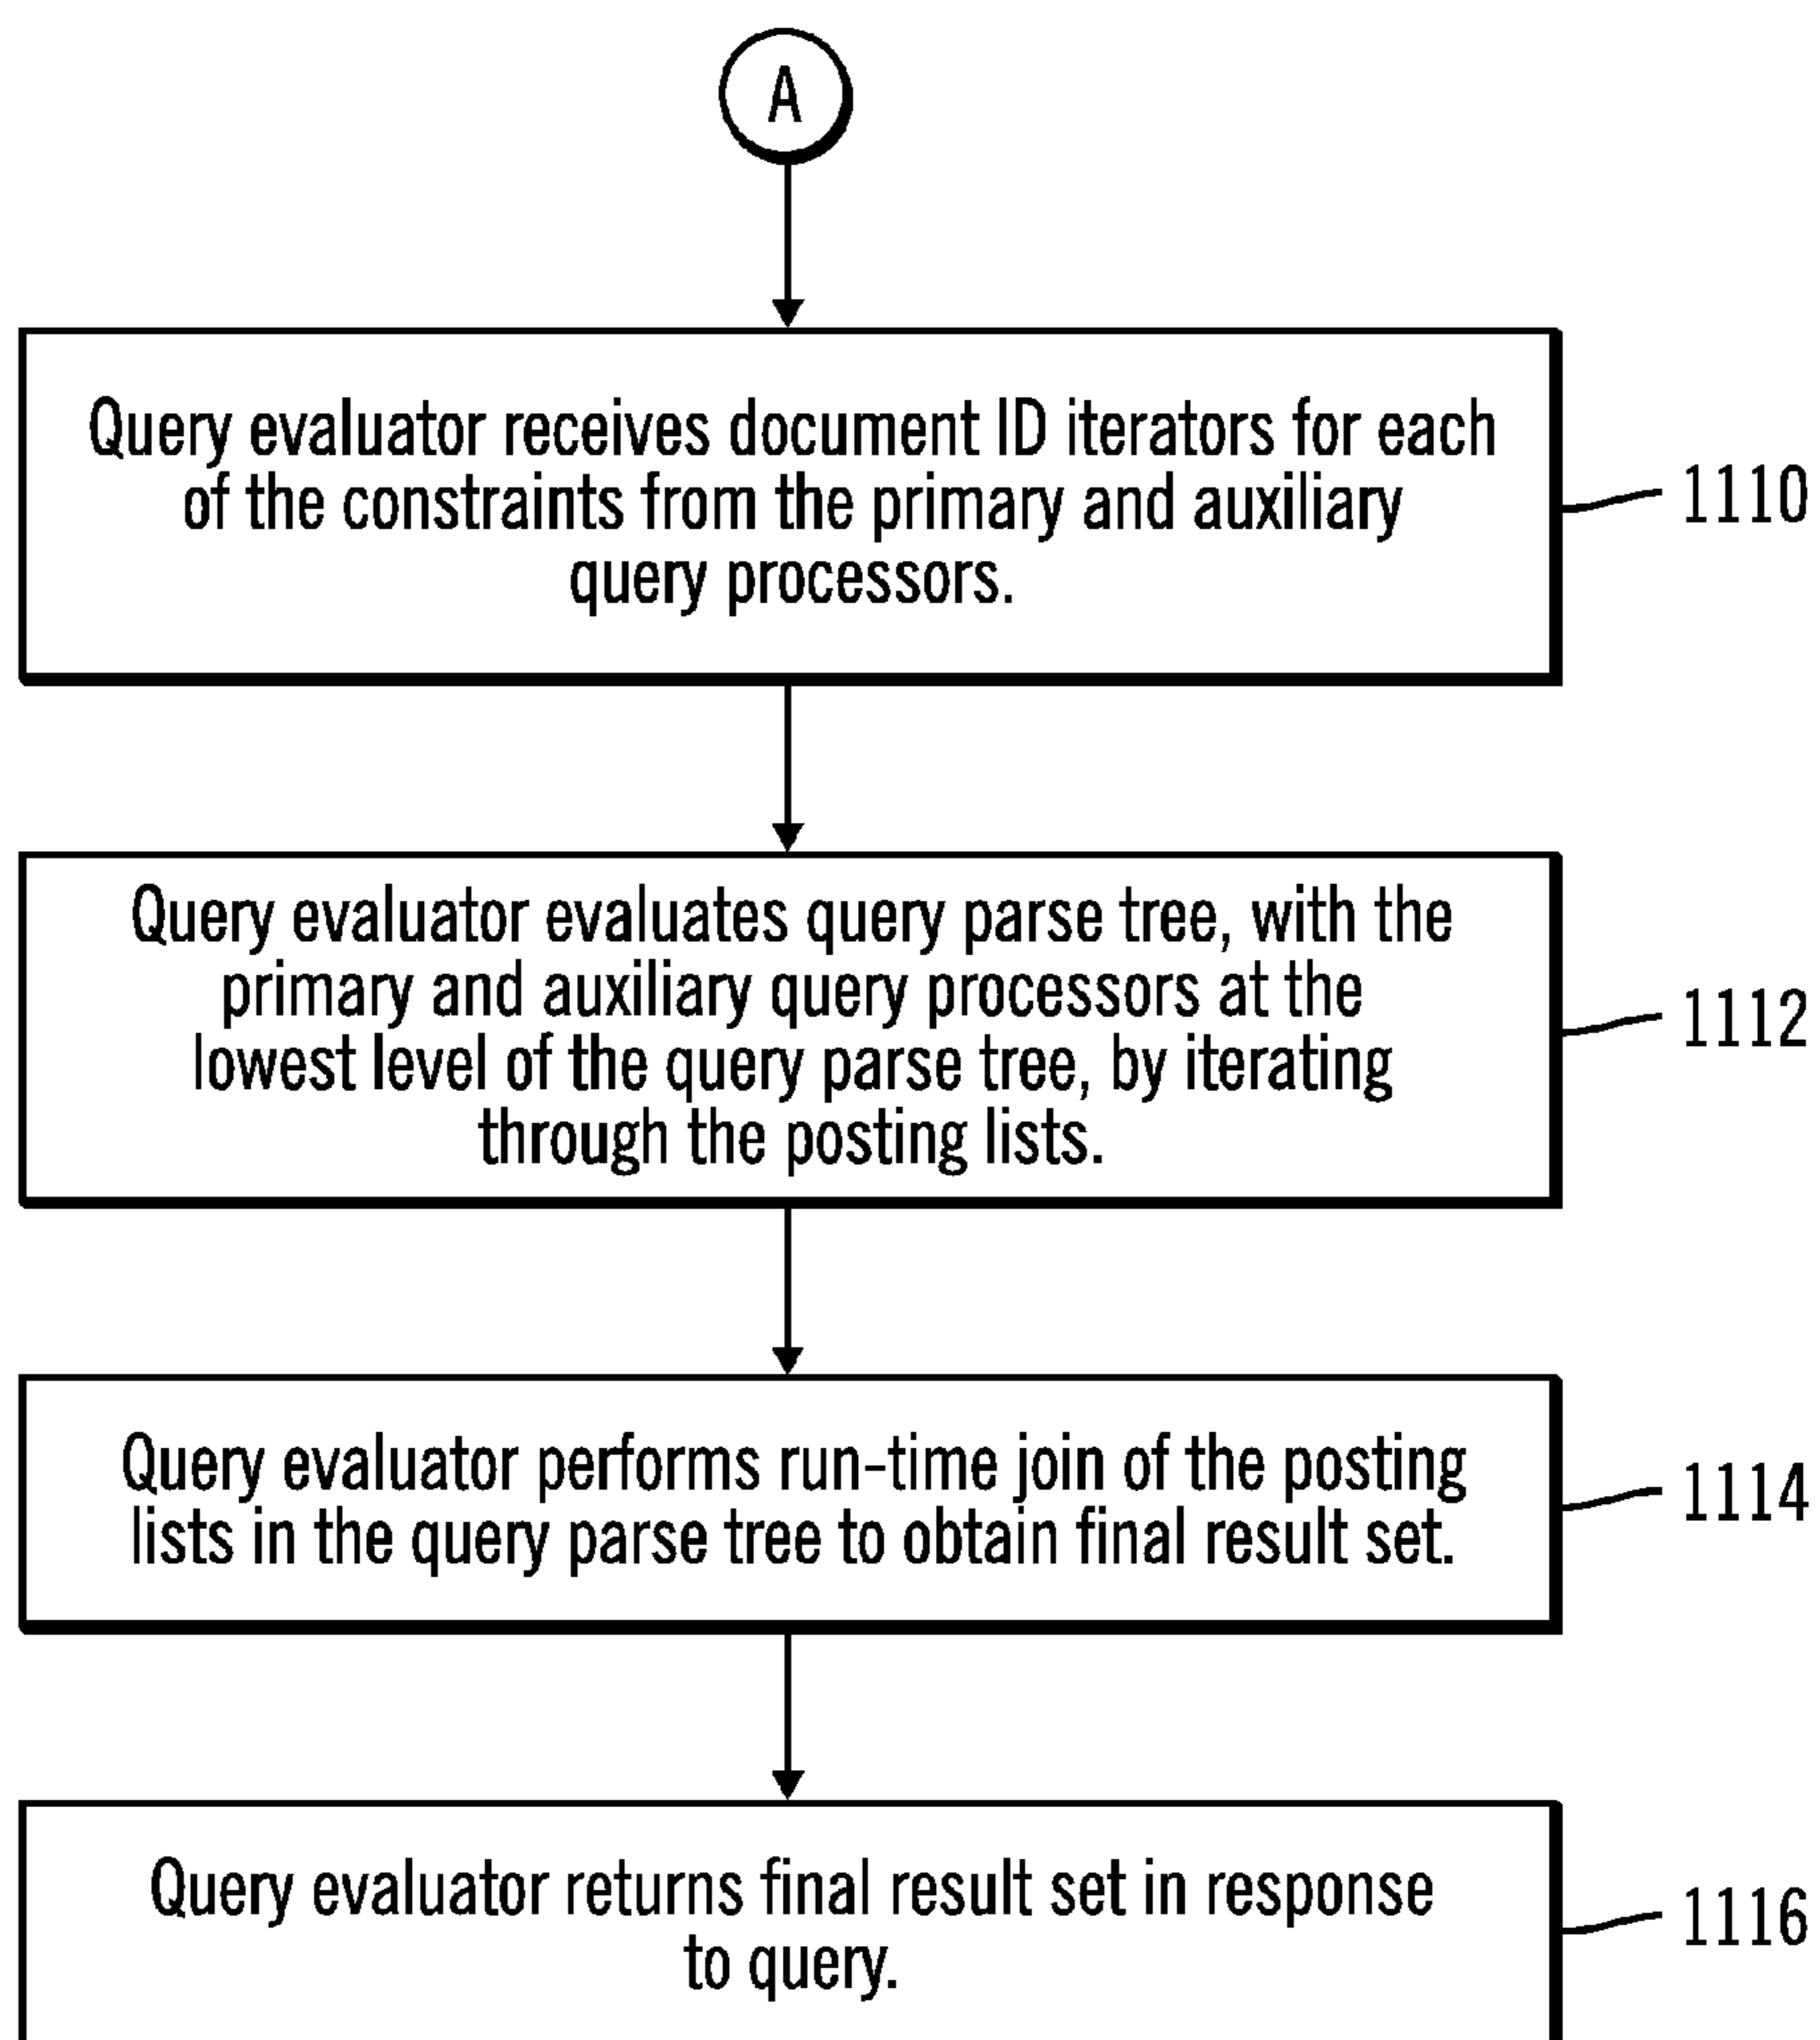 A
Query evaluator receives document ID iterators for each
of the constraints from the primary and auxiliary
query processors.
1110
Query evaluator evaluates query parse tree, with the
primary and auxiliary query processors at the
lowest level of the query parse tree, by iterating
through the posting lists.
1112
Query evaluator performs run-time join of the posting
lists in the query parse tree to obtain final result set.
1114
Query evaluator returns final result set in response
to query.
1116